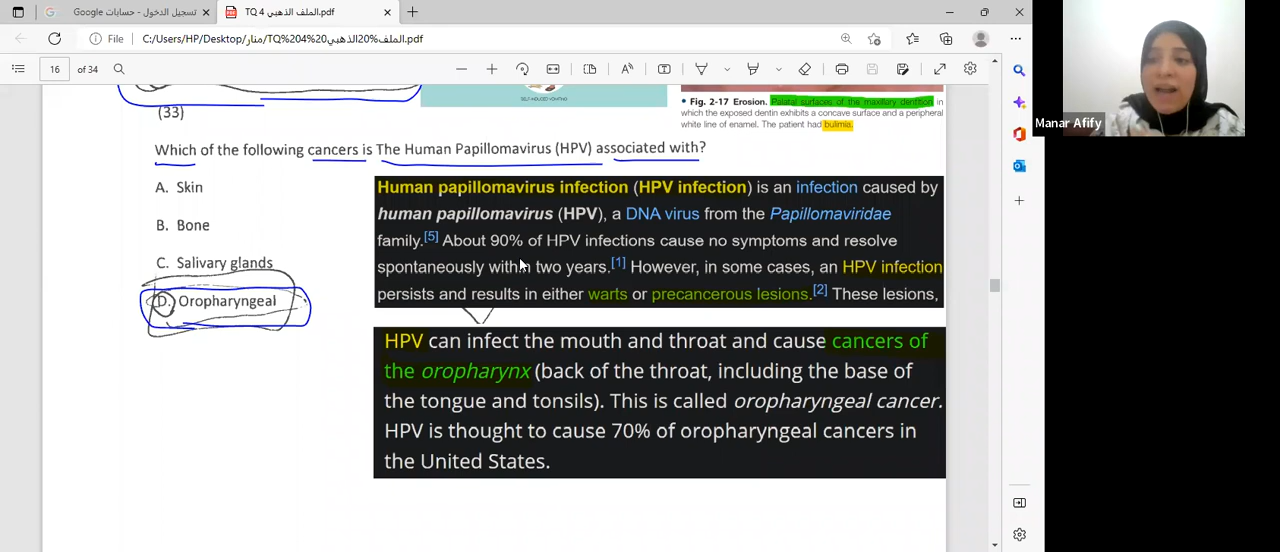 تسجيل الدخول - حسابات Google
الملف الذهبي TQ 4.pdf
File
C:/Users/HP/Desktop/منار/TQ%204%20الملف%20الذهبي.pdf
16 of 34
SELF INDUCED VOMITING
• Fig. 2-17 Erosion. Palatal surfaces of the maxillary dentition in
which the exposed dentin exhibits a concave surface and a peripheral
white line of enamel. The patient had bulimia.
Manar Afify
(33)
Which of the following cancers is The Human Papillomavirus (HPV) associated with?
A. Skin
B. Bone
C. Salivary glands
D. Oropharyngeal
Human papillomavirus infection (HPV infection) is an infection caused by
human papillomavirus (HPV), a DNA virus from the Papillomaviridae
family.[5] About 90% of HPV infections cause no symptoms and resolve
spontaneously within two years.[1] However, in some cases, an HPV infection
persists and results in either warts or precancerous lesions.[2] These lesions,
HPV can infect the mouth and throat and cause cancers of
the oropharynx (back of the throat, including the base of
the tongue and tonsils). This is called oropharyngeal cancer.
HPV is thought to cause 70% of oropharyngeal cancers in
the United States.